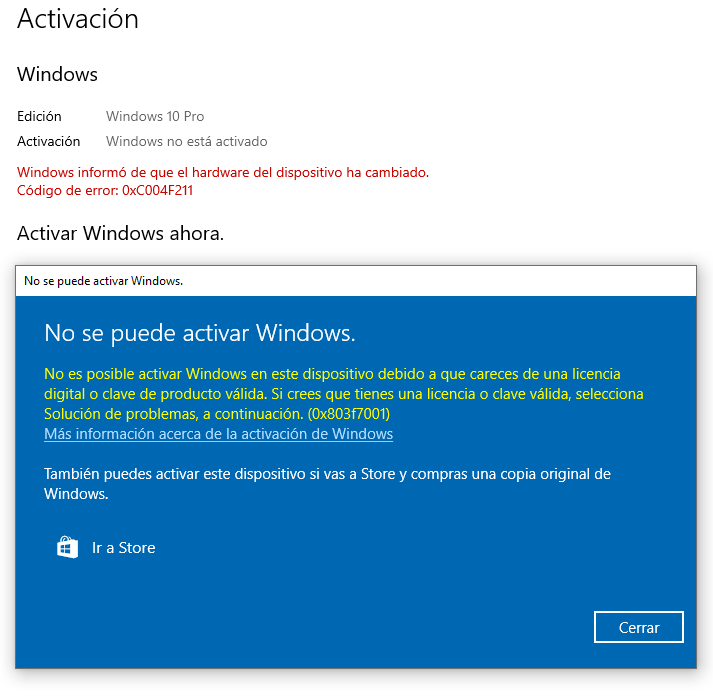 Activación
Windows
Edición Windows 10 Pro
Activación Windows no está activado
Windows informó de que el hardware del dispositivo ha cambiado.
Código de error: 0xC004F211
Activar Windows ahora.
No se puede activar Windows.
No se puede activar Windows.
No es posible activar Windows en este dispositivo debido a que careces de una licencia
digital o clave de producto válida. Si crees que tienes una licencia o clave válida, selecciona
Solución de problemas, a continuación. (0x803f7001)
Más información acerca de la activación de Windows
También puedes activar este dispositivo si vas a Store y compras una copia original de
Windows.
Ir a Store
Cerrar